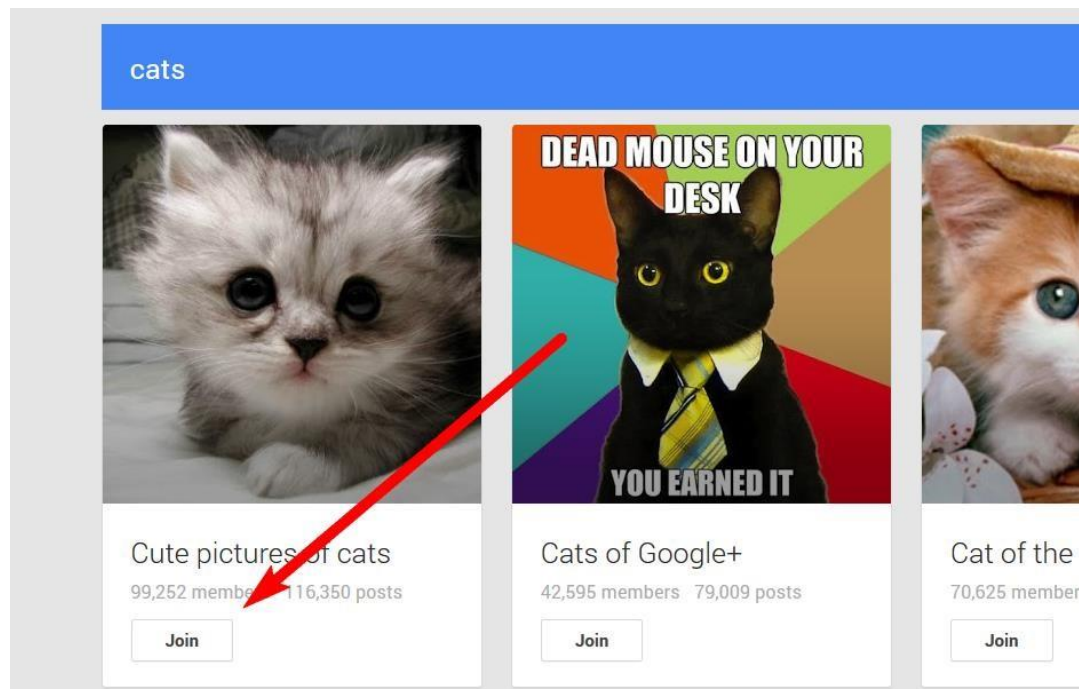 cats
DEAD MOUSE ON YOUR
DESK
YOU EARNED IT
Cute pictures of cats
99,252 members 116,350 posts
Join
Cats of Google+
42,595 members 79,009 posts
Join
Cat of the
70,625 member
Join